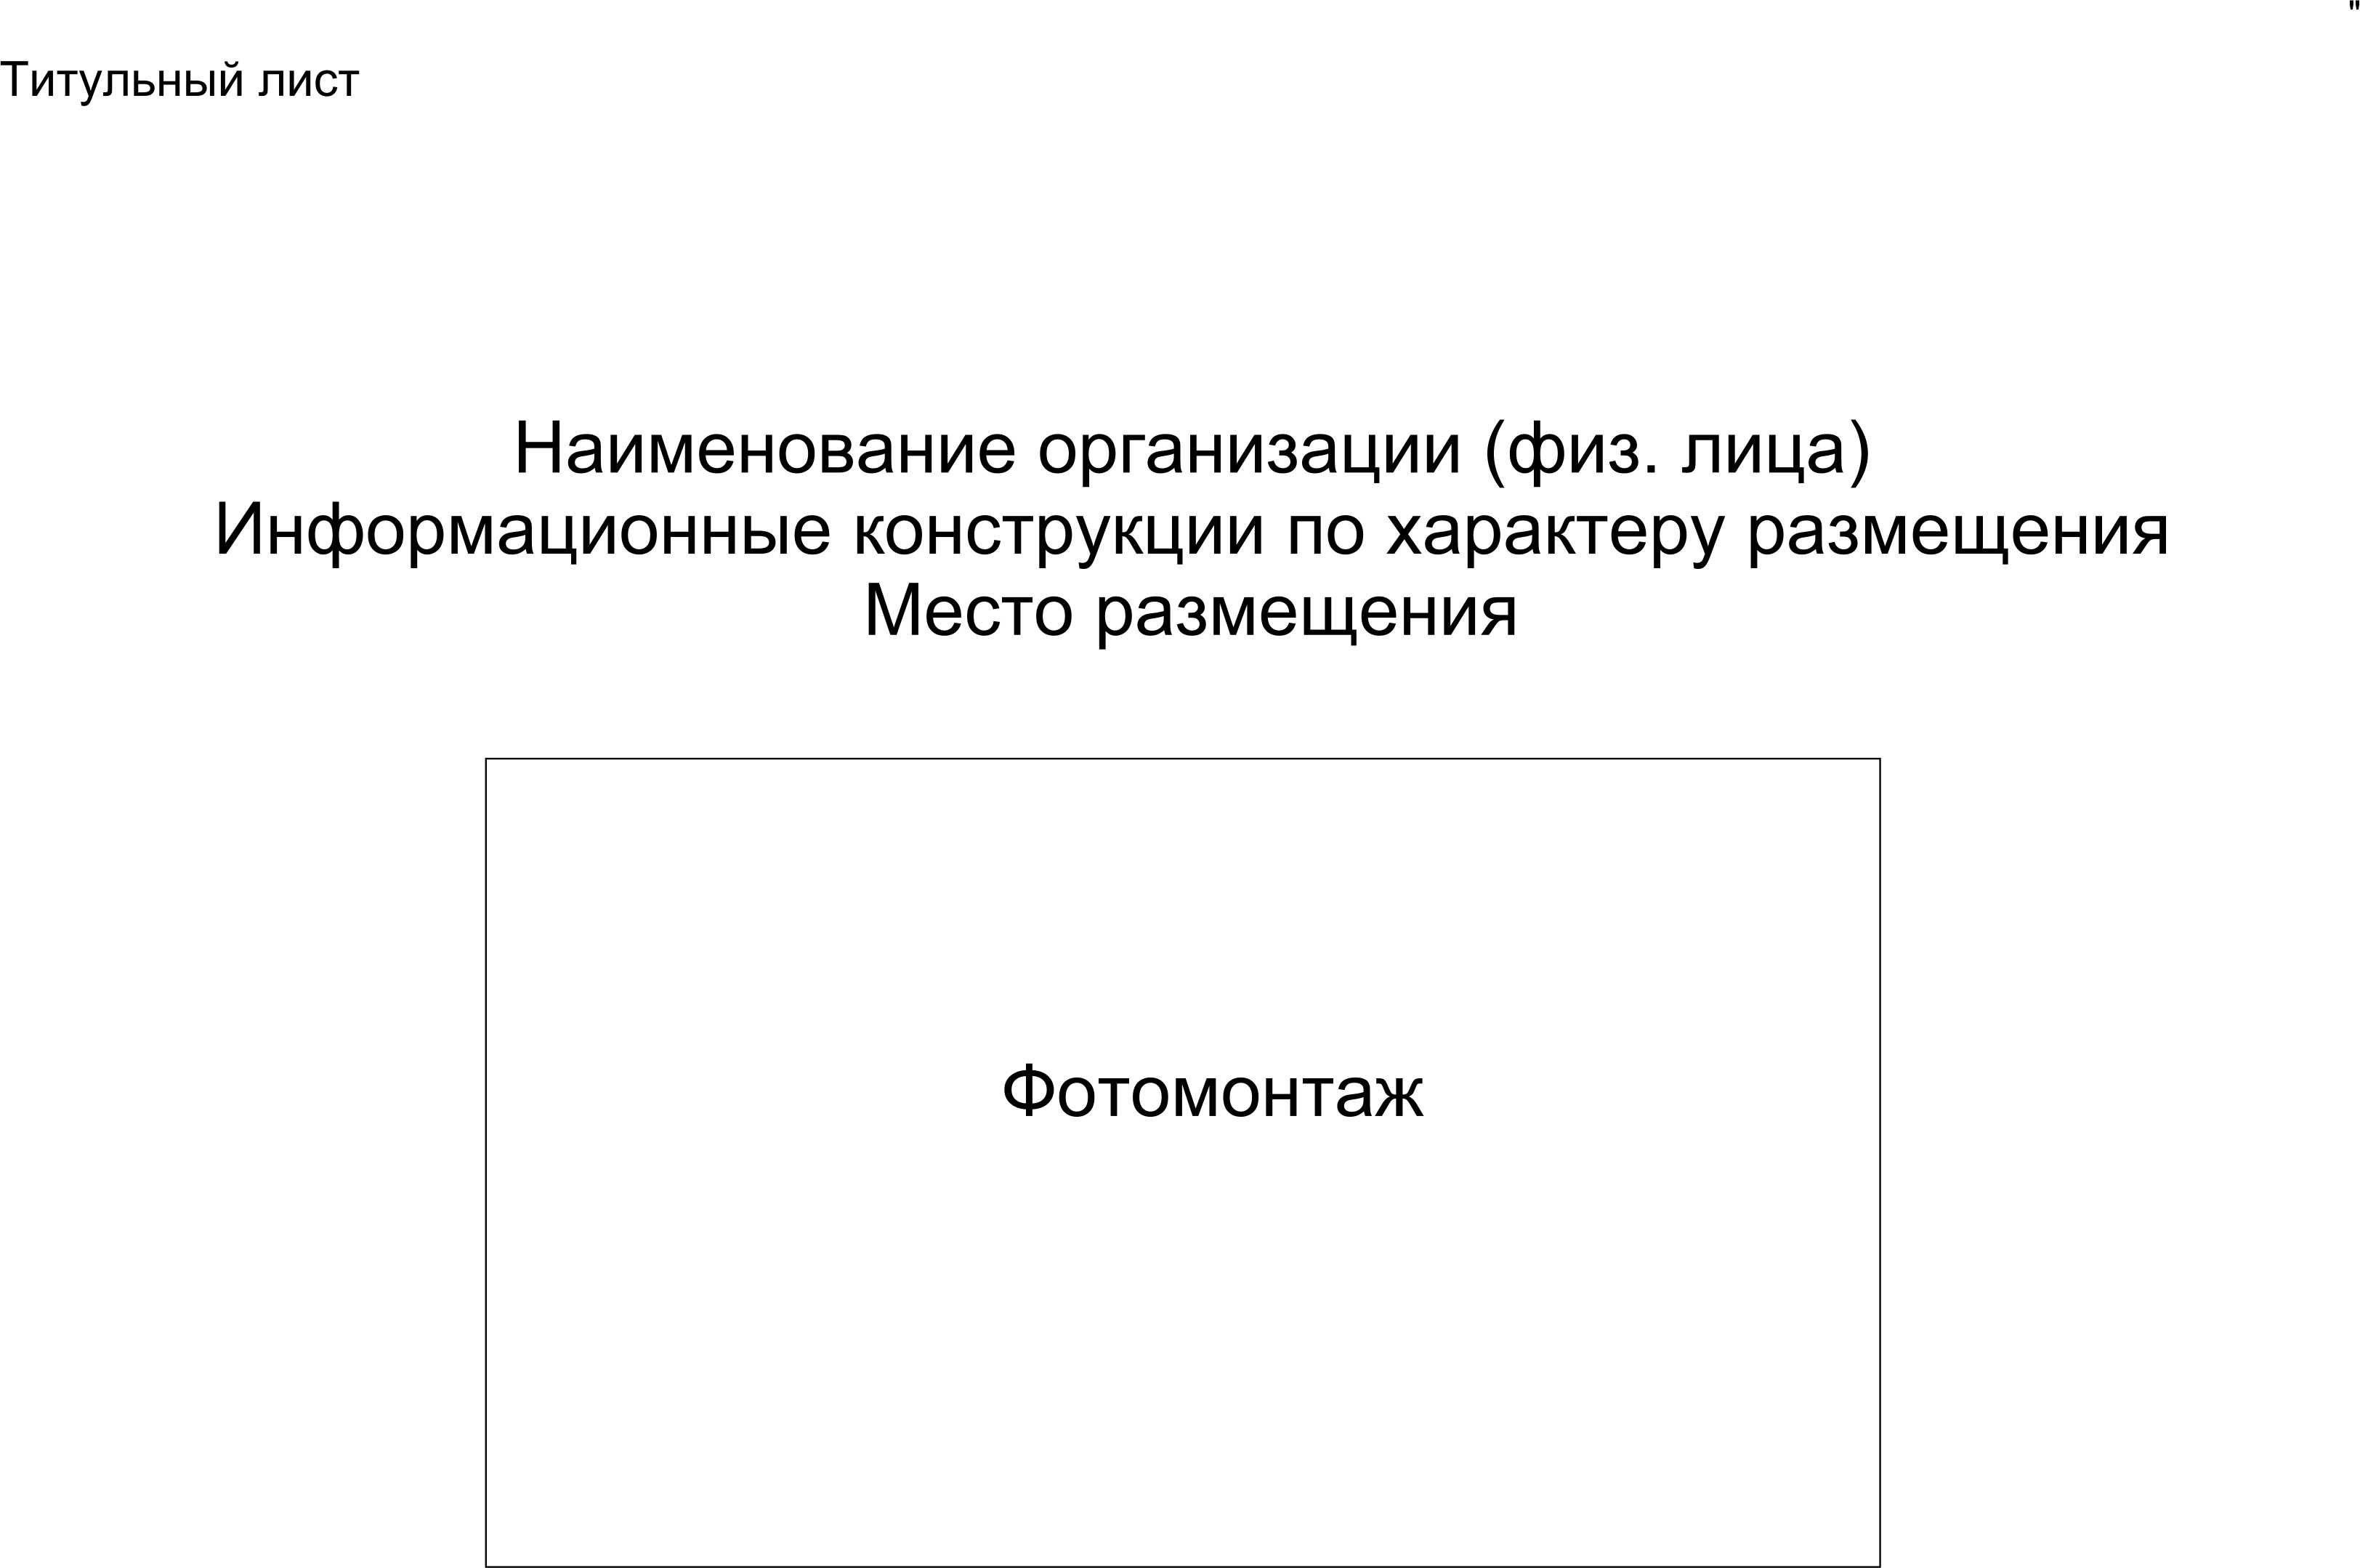 "
Титульный лист
Наименование организации (физ. лица)
Информационные конструкции по характеру размещения
Место размещения
Фотомонтаж